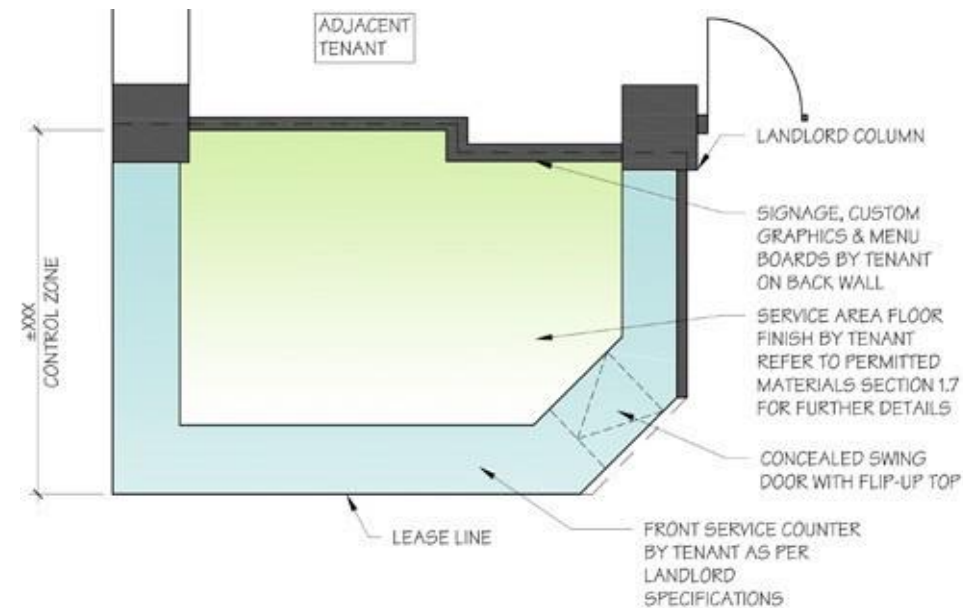 ADJACENT
TENANT
LANDLORD COLUMN
SIGNAGE, CUSTOM
GRAPHICS & MENU
BOARDS BY TENANT
ON BACK WALL
±XXX
CONTROL ZONE
SERVICE AREA FLOOR
FINISH BY TENANT
REFER TO PERMITTED
MATERIALS SECTION 1.7
FOR FURTHER DETAILS
CONCEALED SWING
DOOR WITH FLIP-UP TOP
LEASE LINE
FRONT SERVICE COUNTER
BY TENANT AS PER
LANDLORD
SPECIFICATIONS